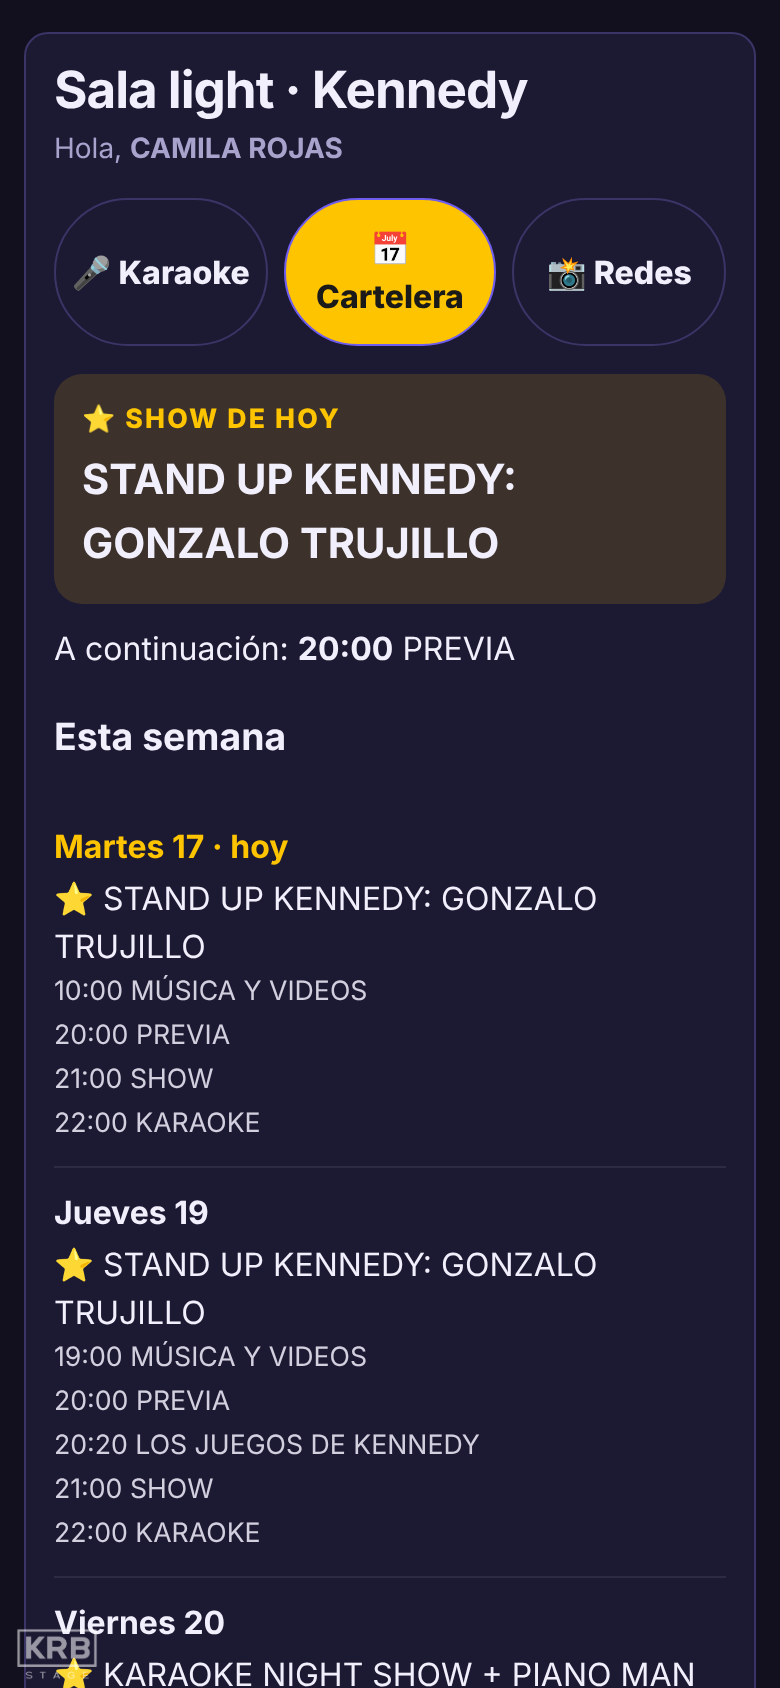 Sala light · Kennedy
Hola, CAMILA ROJAS
🎤 Karaoke
📅
Cartelera
📸 Redes
⭐ SHOW DE HOY
STAND UP KENNEDY:
GONZALO TRUJILLO
A continuación: 20:00 PREVIA
Esta semana
Martes 17 · hoy
⭐ STAND UP KENNEDY: GONZALO
TRUJILLO
10:00 MÚSICA Y VIDEOS
20:00 PREVIA
21:00 SHOW
22:00 KARAOKE
Jueves 19
⭐ STAND UP KENNEDY: GONZALO
TRUJILLO
19:00 MÚSICA Y VIDEOS
20:00 PREVIA
20:20 LOS JUEGOS DE KENNEDY
21:00 SHOW
22:00 KARAOKE
Viernes 20
⭐ KARAOKE NIGHT SHOW + PIANO MAN
KRB